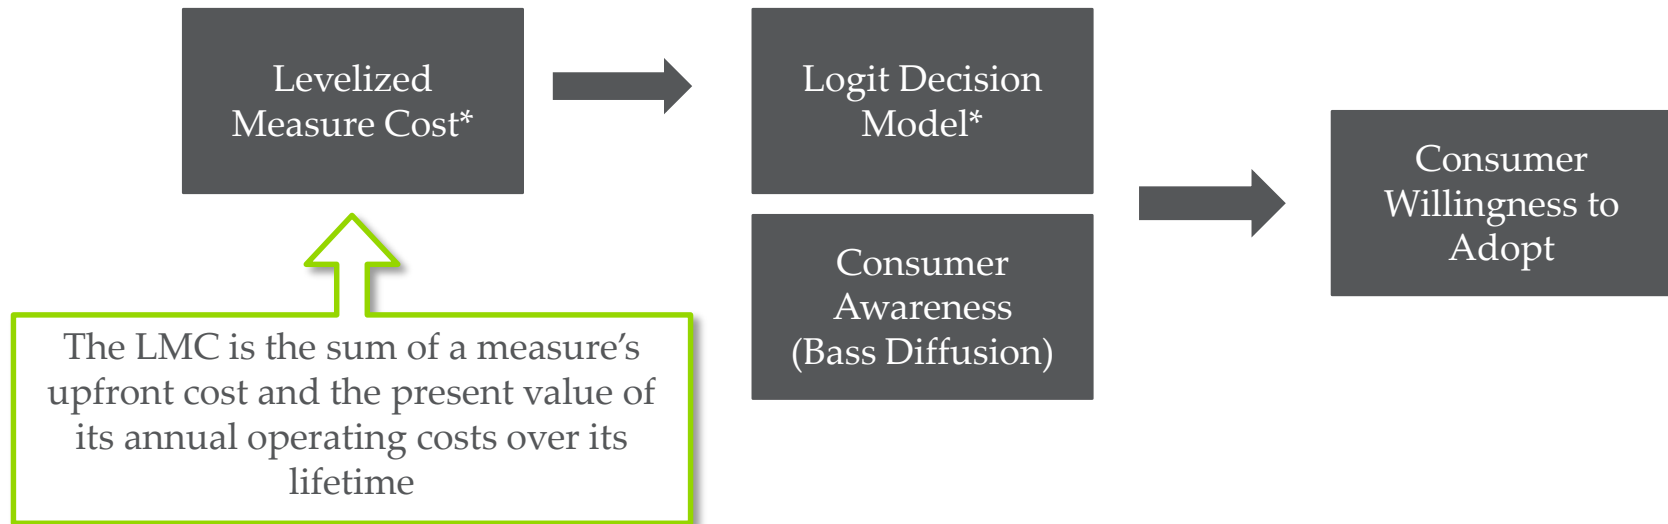 Levelized
Measure Cost*
Logit Decision
Model*
Consumer
Awareness
(Bass Diffusion)
Consumer
Willingness to
Adopt
The LMC is the sum of a measure’s
upfront cost and the present value of
its annual operating costs over its
lifetime